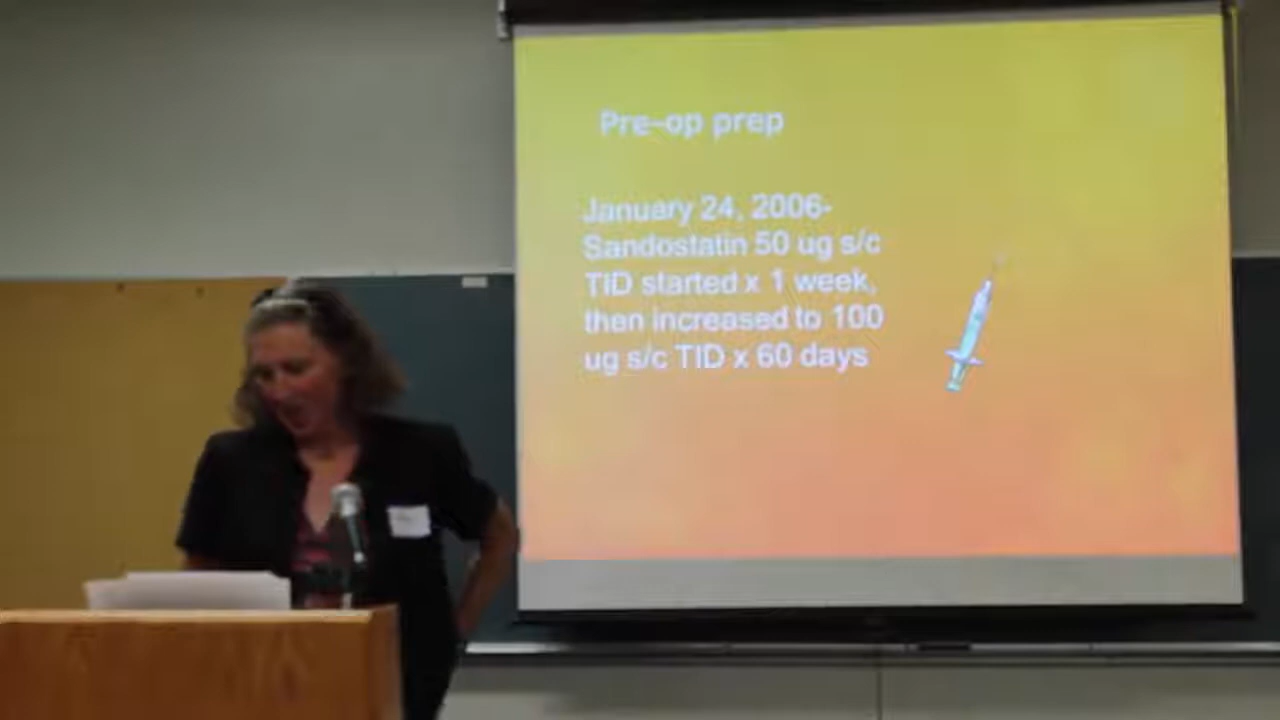 Pre-op prep
January 24, 2006-
Sandostatin 50 ug s/c
TID started x 1 week,
then increased to 100
ug s/c TID x 60 days